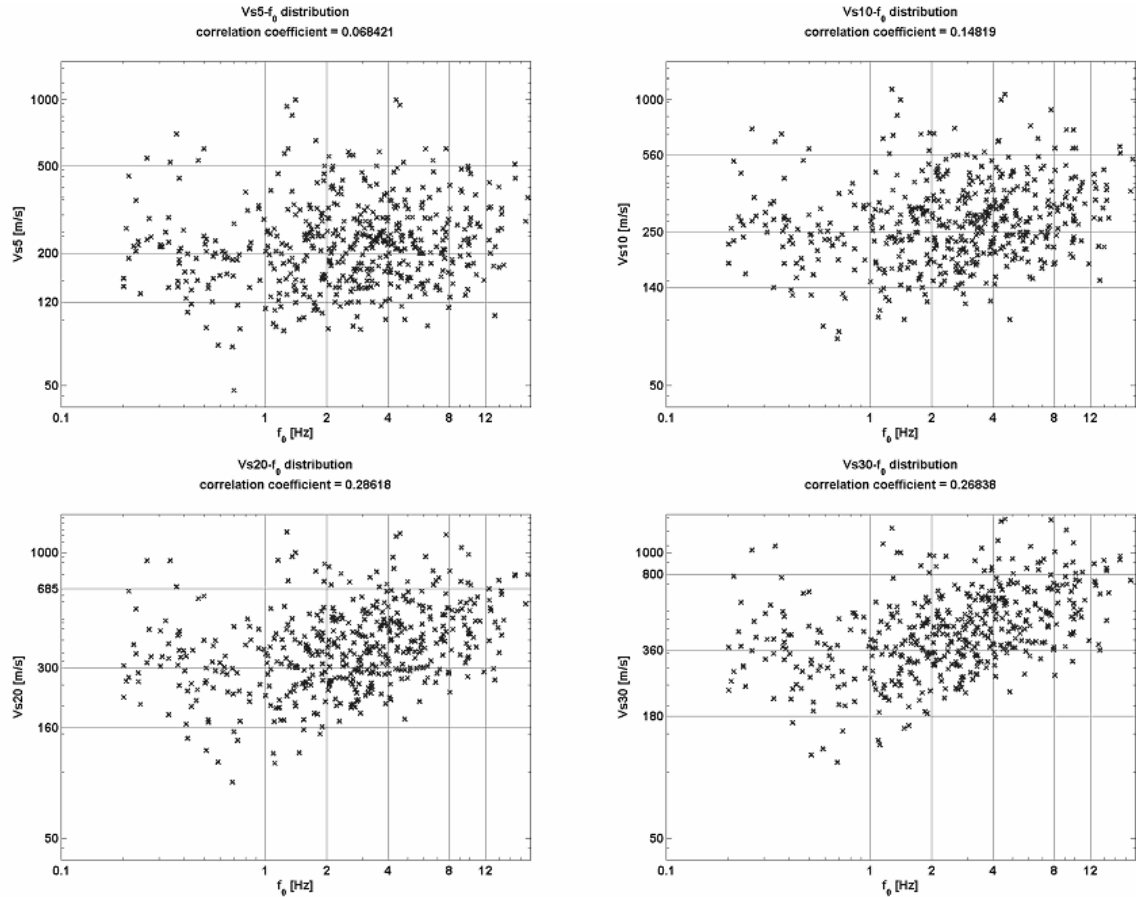 Vs5-f0 distribution
correlation coefficient = 0.068421
1000
500
200
120
50
Vs5 [m/s]
0.1 1 2 4 8 12
f0 [Hz]
Vs10-f0 distribution
correlation coefficient = 0.14819
1000
560
250
140
50
Vs10 [m/s]
0.1 1 2 4 8 12
f0 [Hz]
Vs20-f0 distribution
correlation coefficient = 0.28618
1000
685
300
160
50
Vs20 [m/s]
0.1 1 2 4 8 12
f0 [Hz]
Vs30-f0 distribution
correlation coefficient = 0.26838
1000
800
360
180
50
Vs30 [m/s]
0.1 1 2 4 8 12
f0 [Hz]